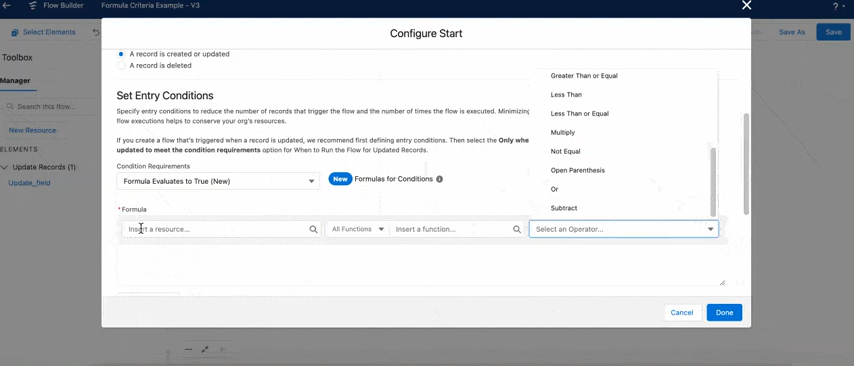 Flow Builder
Formula Criteria Example - V3
?
Select Elements
Save As
Save
Configure Start
Toolbox
Manager
Search this flow...
New Resource
ELEMENTS
Update Records (1)
Update_field
A record is created or updated
A record is deleted
Set Entry Conditions
Specify entry conditions to reduce the number of records that trigger the flow and the number of times the flow is executed. Minimizing
flow executions helps to conserve your org's resources.
If you create a flow that's triggered when a record is updated, we recommend first defining entry conditions. Then select the Only whe
updated to meet the condition requirements option for When to Run the Flow for Updated Records.
Condition Requirements
Formula Evaluates to True (New)
New
Formulas for Conditions
* Formula
Insert a resource...
All Functions
Insert a function...
Select an Operator...
Greater Than or Equal
Less Than
Less Than or Equal
Multiply
Not Equal
Open Parenthesis
Or
Subtract
Cancel
Done